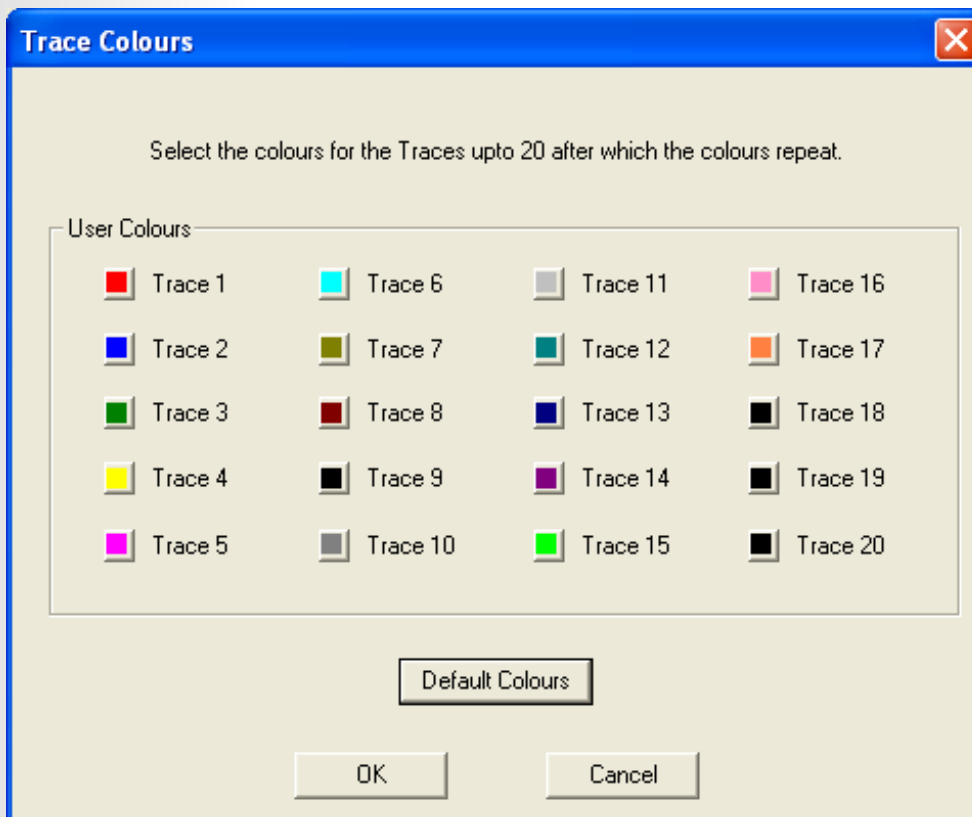 Trace Colours
Select the colours for the Traces upto 20 after which the colours repeat.
User Colours
Trace 1 Trace 6 Trace 11 Trace 16
Trace 2 Trace 7 Trace 12 Trace 17
Trace 3 Trace 8 Trace 13 Trace 18
Trace 4 Trace 9 Trace 14 Trace 19
Trace 5 Trace 10 Trace 15 Trace 20
Default Colours
OK Cancel